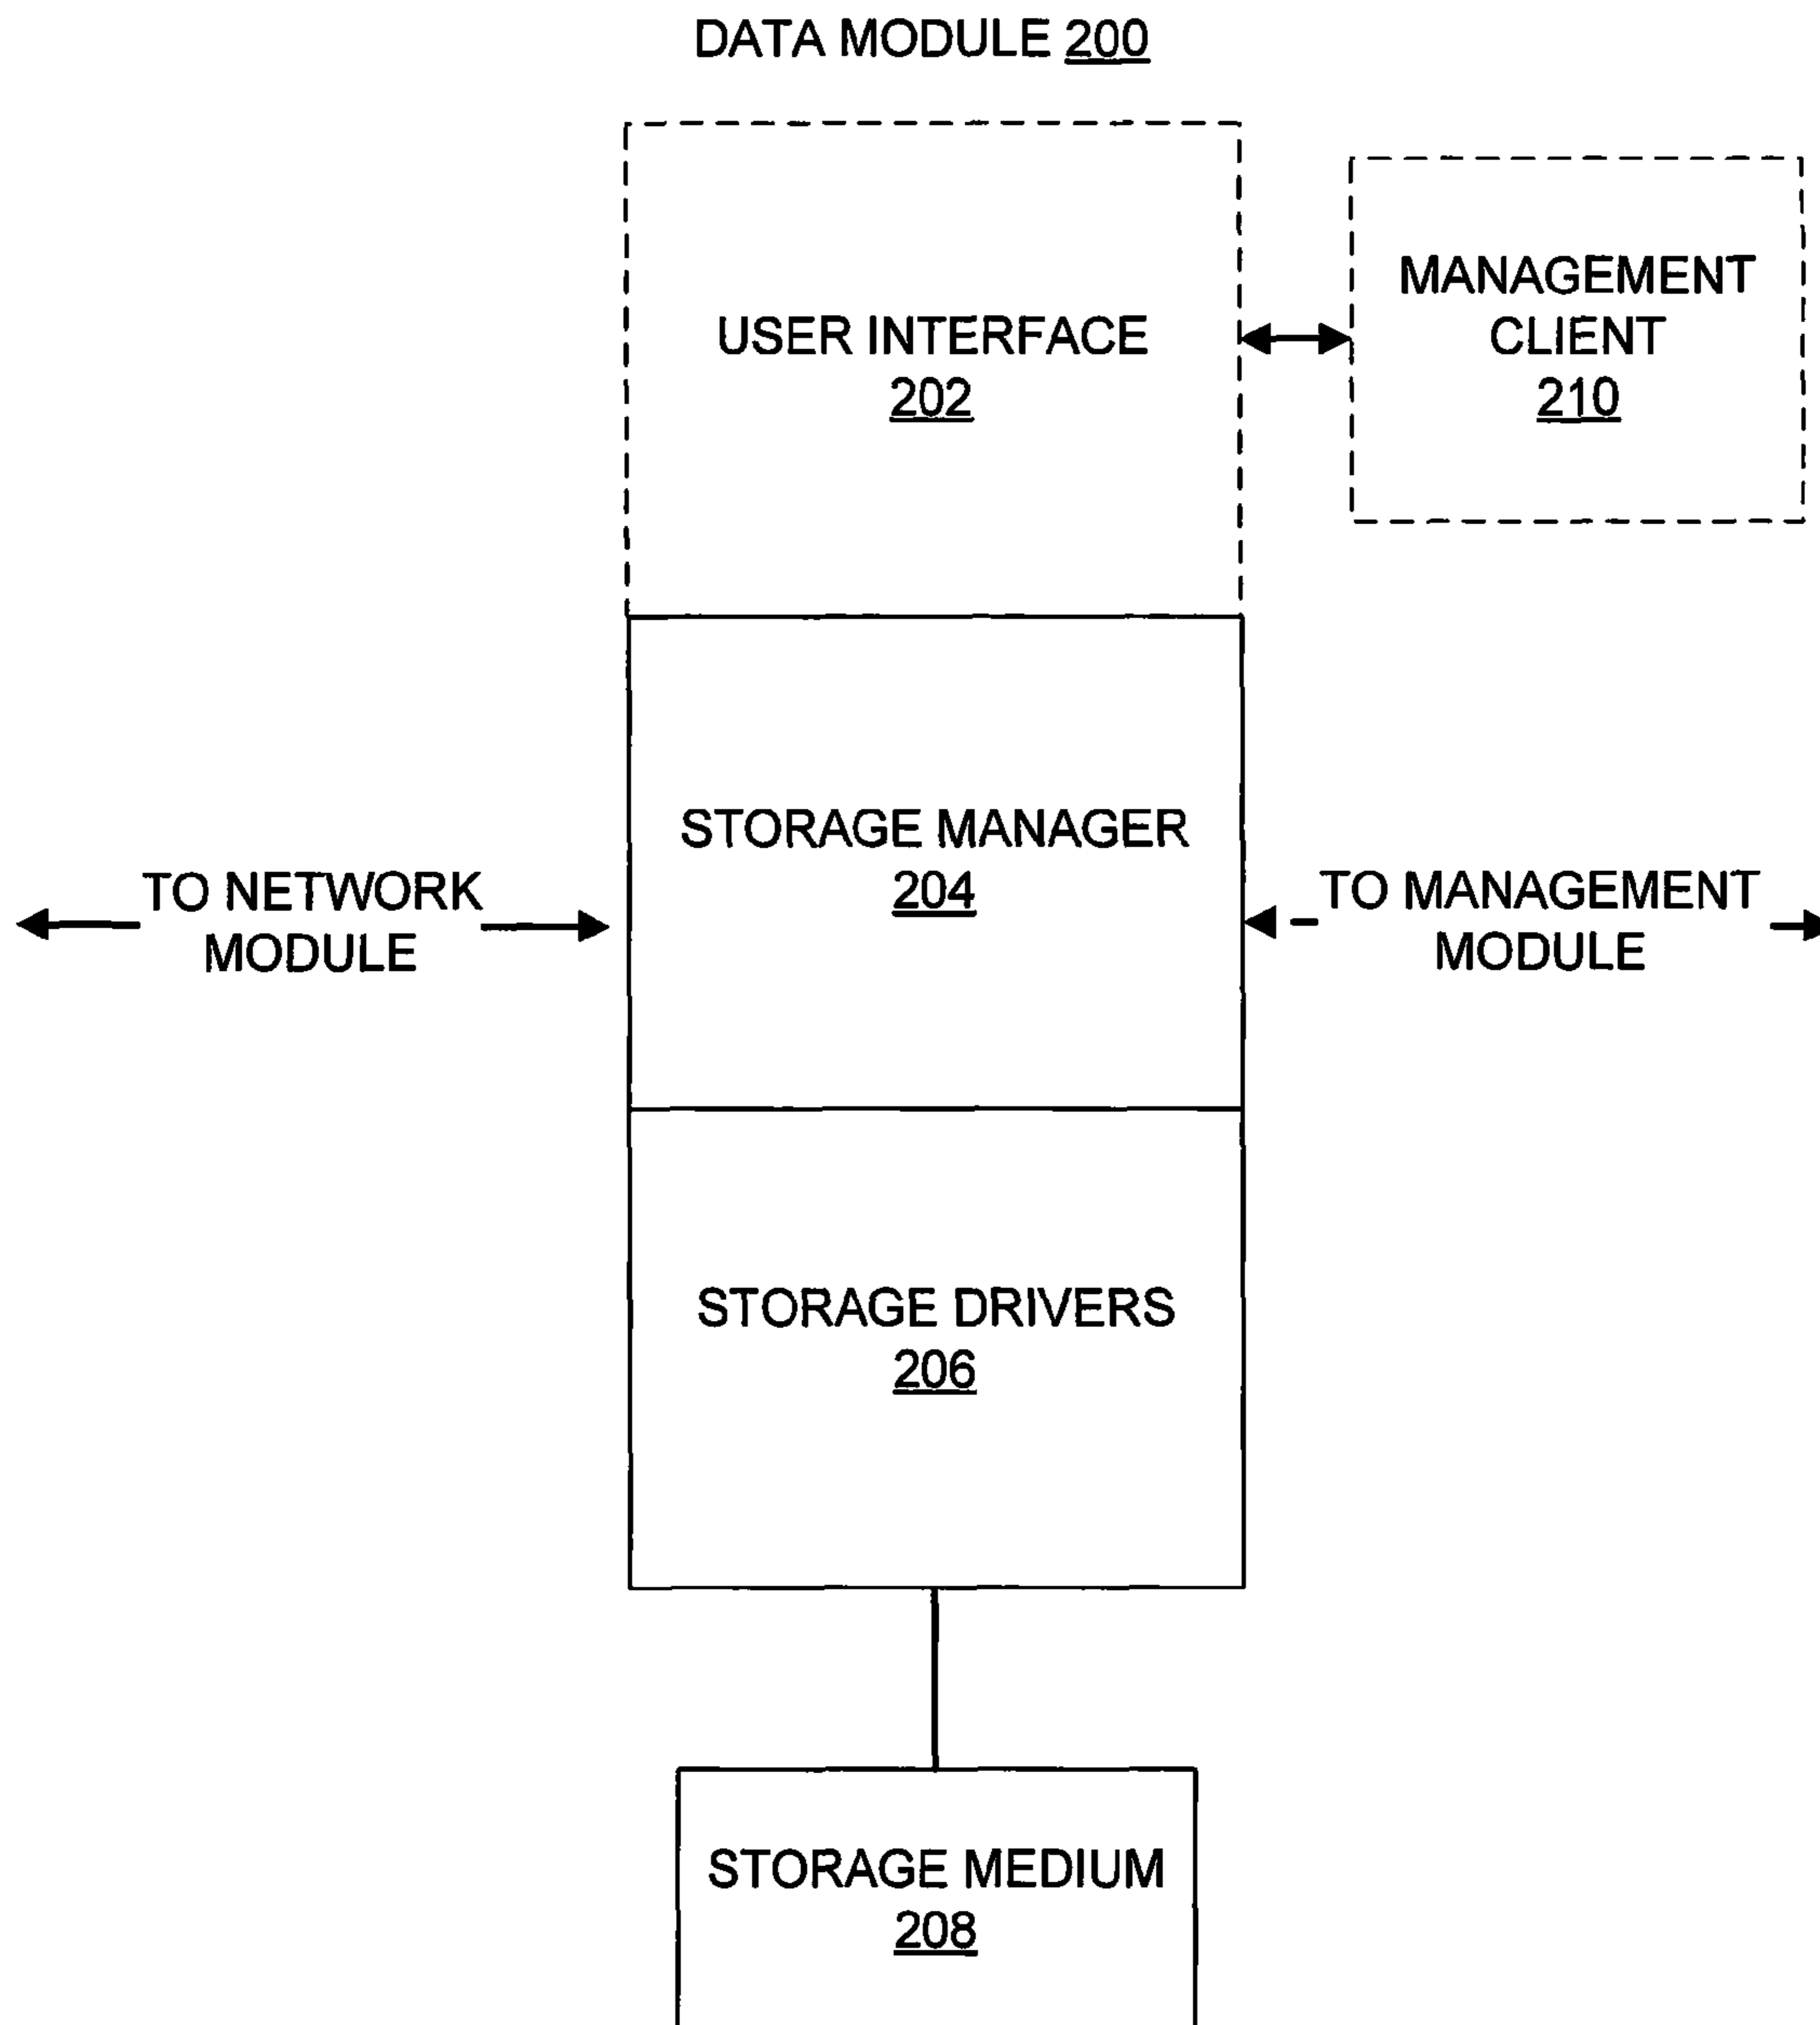 DATA MODULE 200
USER INTERFACE
202
MANAGEMENT
CLIENT
210
STORAGE MANAGER
204
TO NETWORK
MODULE
TO MANAGEMENT
MODULE
STORAGE DRIVERS
206
STORAGE MEDIUM
208